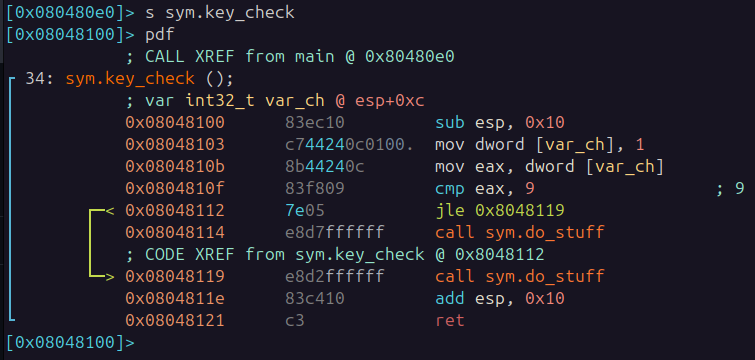 [0x080480e0]> s sym.key_check
[0x08048100]> pdf
; CALL XREF from main @ 0x80480e0
34: sym.key_check ();
; var int32_t var_ch @ esp+0xc
0x08048100 83ec10 sub esp, 0x10
0x08048103 c744240c0100. mov dword [var_ch], 1
0x0804810b 8b44240c mov eax, dword [var_ch]
0x0804810f 83f809 cmp eax, 9 ; 9
< 0x08048112 7e05 jle 0x8048119
0x08048114 e8d7ffffff call sym.do_stuff
; CODE XREF from sym.key_check @ 0x8048112
> 0x08048119 e8d2ffffff call sym.do_stuff
0x0804811e 83c410 add esp, 0x10
0x08048121 c3 ret
[0x08048100]>